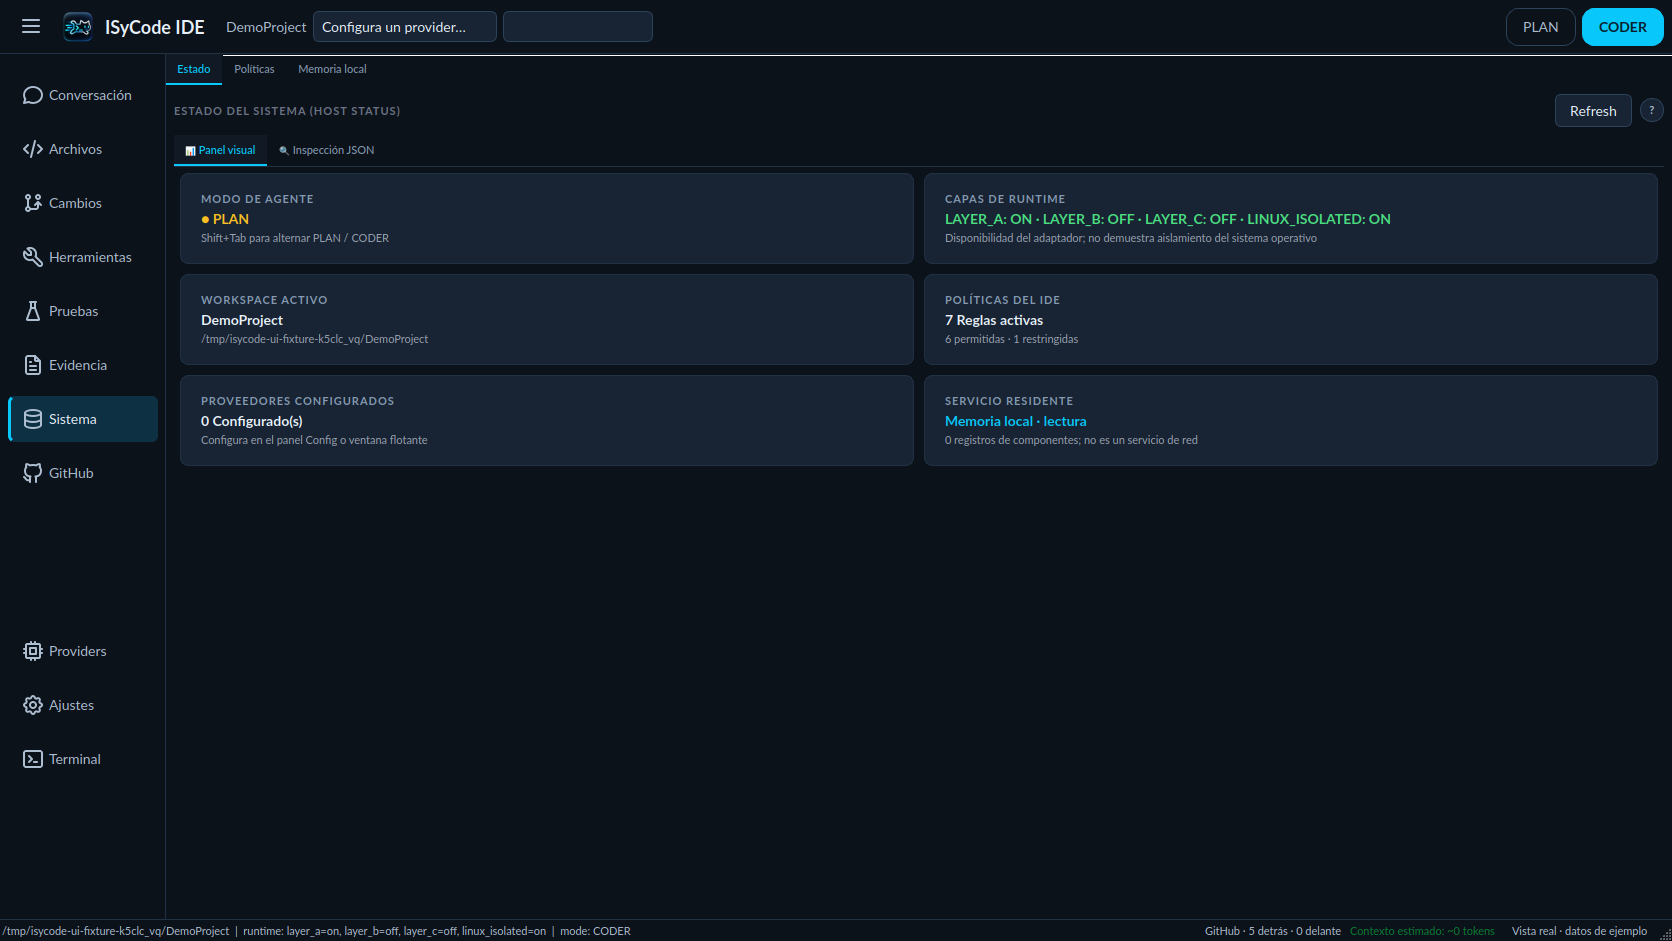 ISyCode IDE
DemoProject
Configura un provider...
PLAN
CODER
Conversación
Archivos
Cambios
Herramientas
Pruebas
Evidencia
Sistema
GitHub
Providers
Ajustes
Terminal
Estado
Políticas
Memoria local
ESTADO DEL SISTEMA (HOST STATUS)
Refresh
?
Panel visual
Inspección JSON
MODO DE AGENTE
● PLAN
Shift+Tab para alternar PLAN / CODER
CAPAS DE RUNTIME
LAYER_A: ON · LAYER_B: OFF · LAYER_C: OFF · LINUX_ISOLATED: ON
Disponibilidad del adaptador; no demuestra aislamiento del sistema operativo
WORKSPACE ACTIVO
DemoProject
/tmp/isycode-ui-fixture-k5clc_vq/DemoProject
POLÍTICAS DEL IDE
7 Reglas activas
6 permitidas · 1 restringidas
PROVEEDORES CONFIGURADOS
0 Configurado(s)
Configura en el panel Config o ventana flotante
SERVICIO RESIDENTE
Memoria local · lectura
0 registros de componentes; no es un servicio de red
/tmp/isycode-ui-fixture-k5clc_vq/DemoProject | runtime: layer_a=on, layer_b=off, layer_c=off, linux_isolated=on | mode: CODER
GitHub · 5 detrás · 0 delante
Contexto estimado: ~0 tokens
Vista real · datos de ejemplo